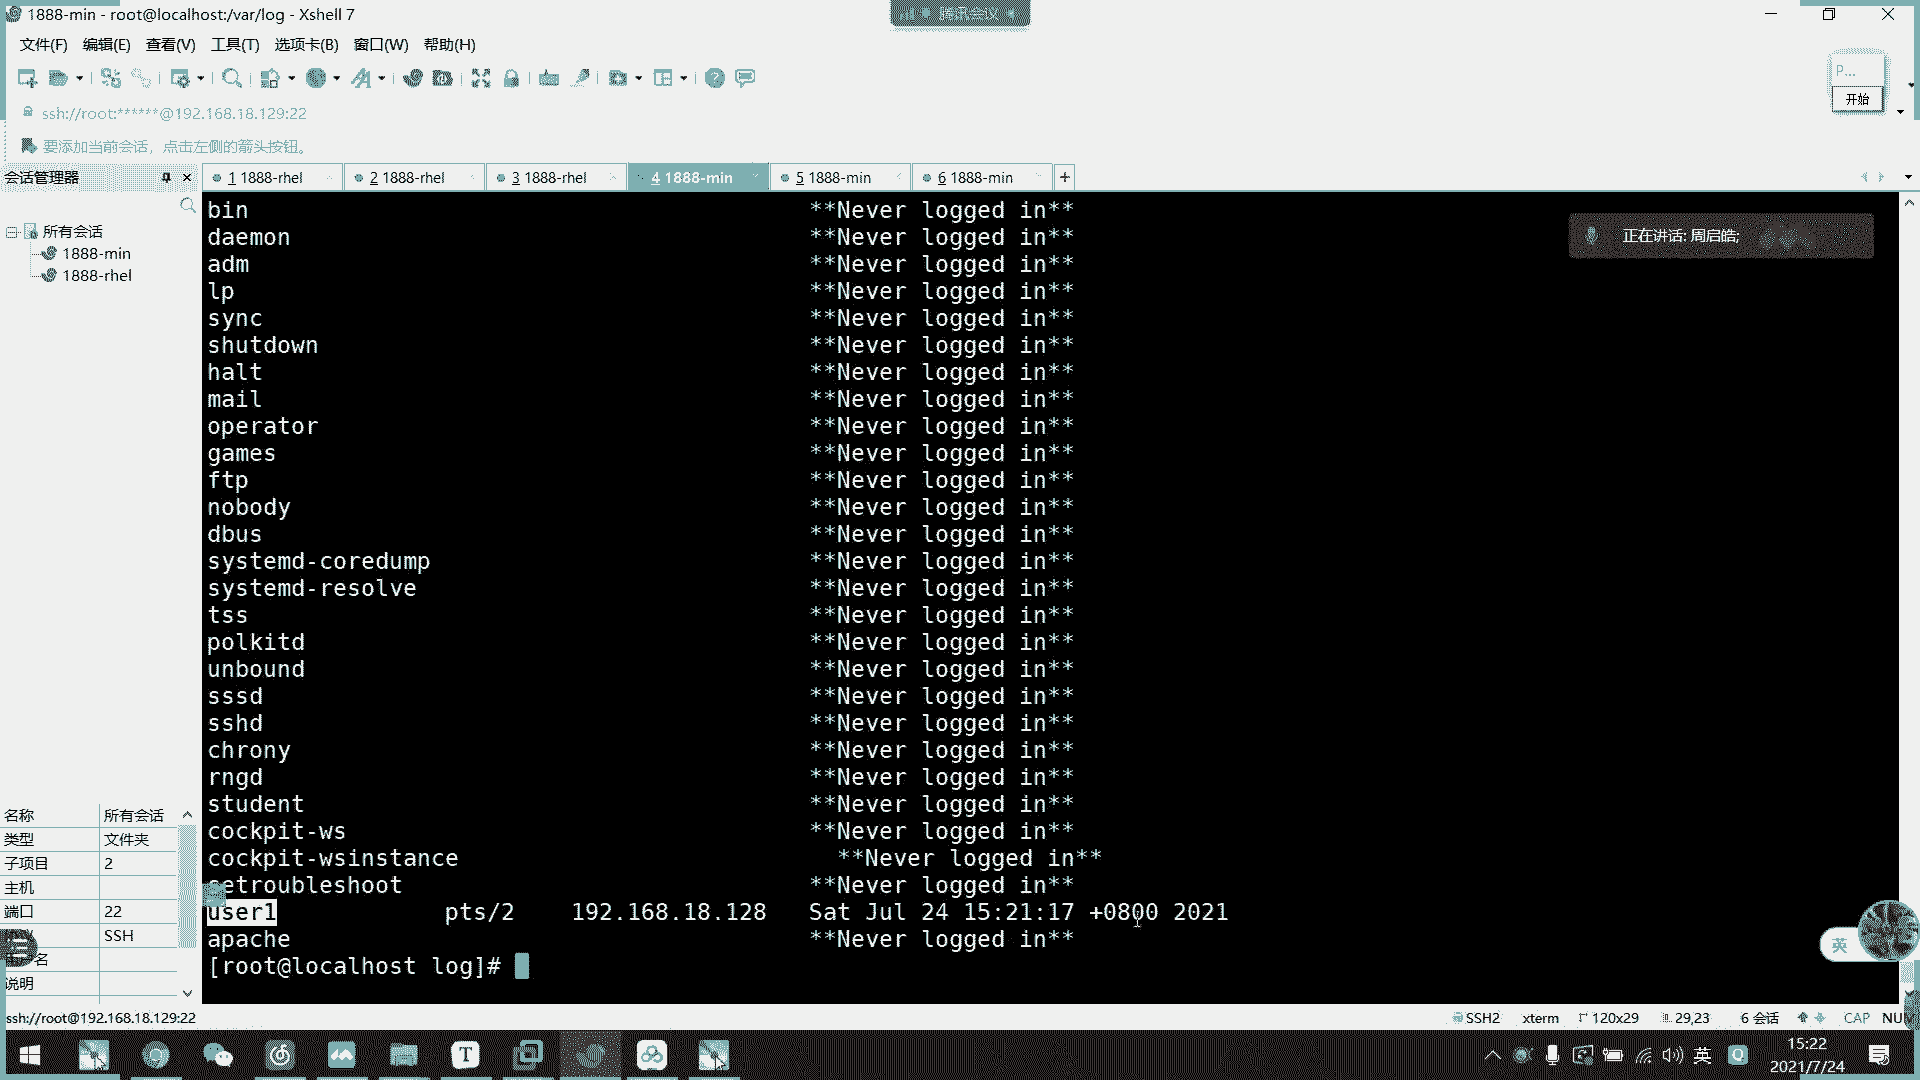 1888-min - root@localhost:/var/log - Xshell 7
腾讯会议
文件(F) 编辑(E) 查看(V) 工具(T) 选项卡(B) 窗口(W) 帮助(H)
P...
开始
ssh://root:******@192.168.18.129:22
要添加当前会话，点击左侧的箭头按钮。
会话管理器
1 1888-rhel 2 1888-rhel 3 1888-rhel 4 1888-min 5 1888-min 6 1888-min +
所有会话
1888-min
1888-rhel
正在讲话: 周启皓;
bin **Never logged in**
daemon **Never logged in**
adm **Never logged in**
lp **Never logged in**
sync **Never logged in**
shutdown **Never logged in**
halt **Never logged in**
mail **Never logged in**
operator **Never logged in**
games **Never logged in**
ftp **Never logged in**
nobody **Never logged in**
dbus **Never logged in**
systemd-coredump **Never logged in**
systemd-resolve **Never logged in**
tss **Never logged in**
polkitd **Never logged in**
unbound **Never logged in**
sssd **Never logged in**
sshd **Never logged in**
chrony **Never logged in**
rngd **Never logged in**
student **Never logged in**
cockpit-ws **Never logged in**
cockpit-wsinstance **Never logged in**
setroubleshoot **Never logged in**
user1 pts/2 192.168.18.128 Sat Jul 24 15:21:17 +0800 2021
apache **Never logged in**
[root@localhost log]#
名称 所有会话
类型 文件夹
子项目 2
主机
端口 22
SSH
名
说明
英
ssh://root@192.168.18.129:22
SSH2 xterm 120x29 29,23 6 会话 CAP NUM
T
英
Q
15:22
2021/7/24